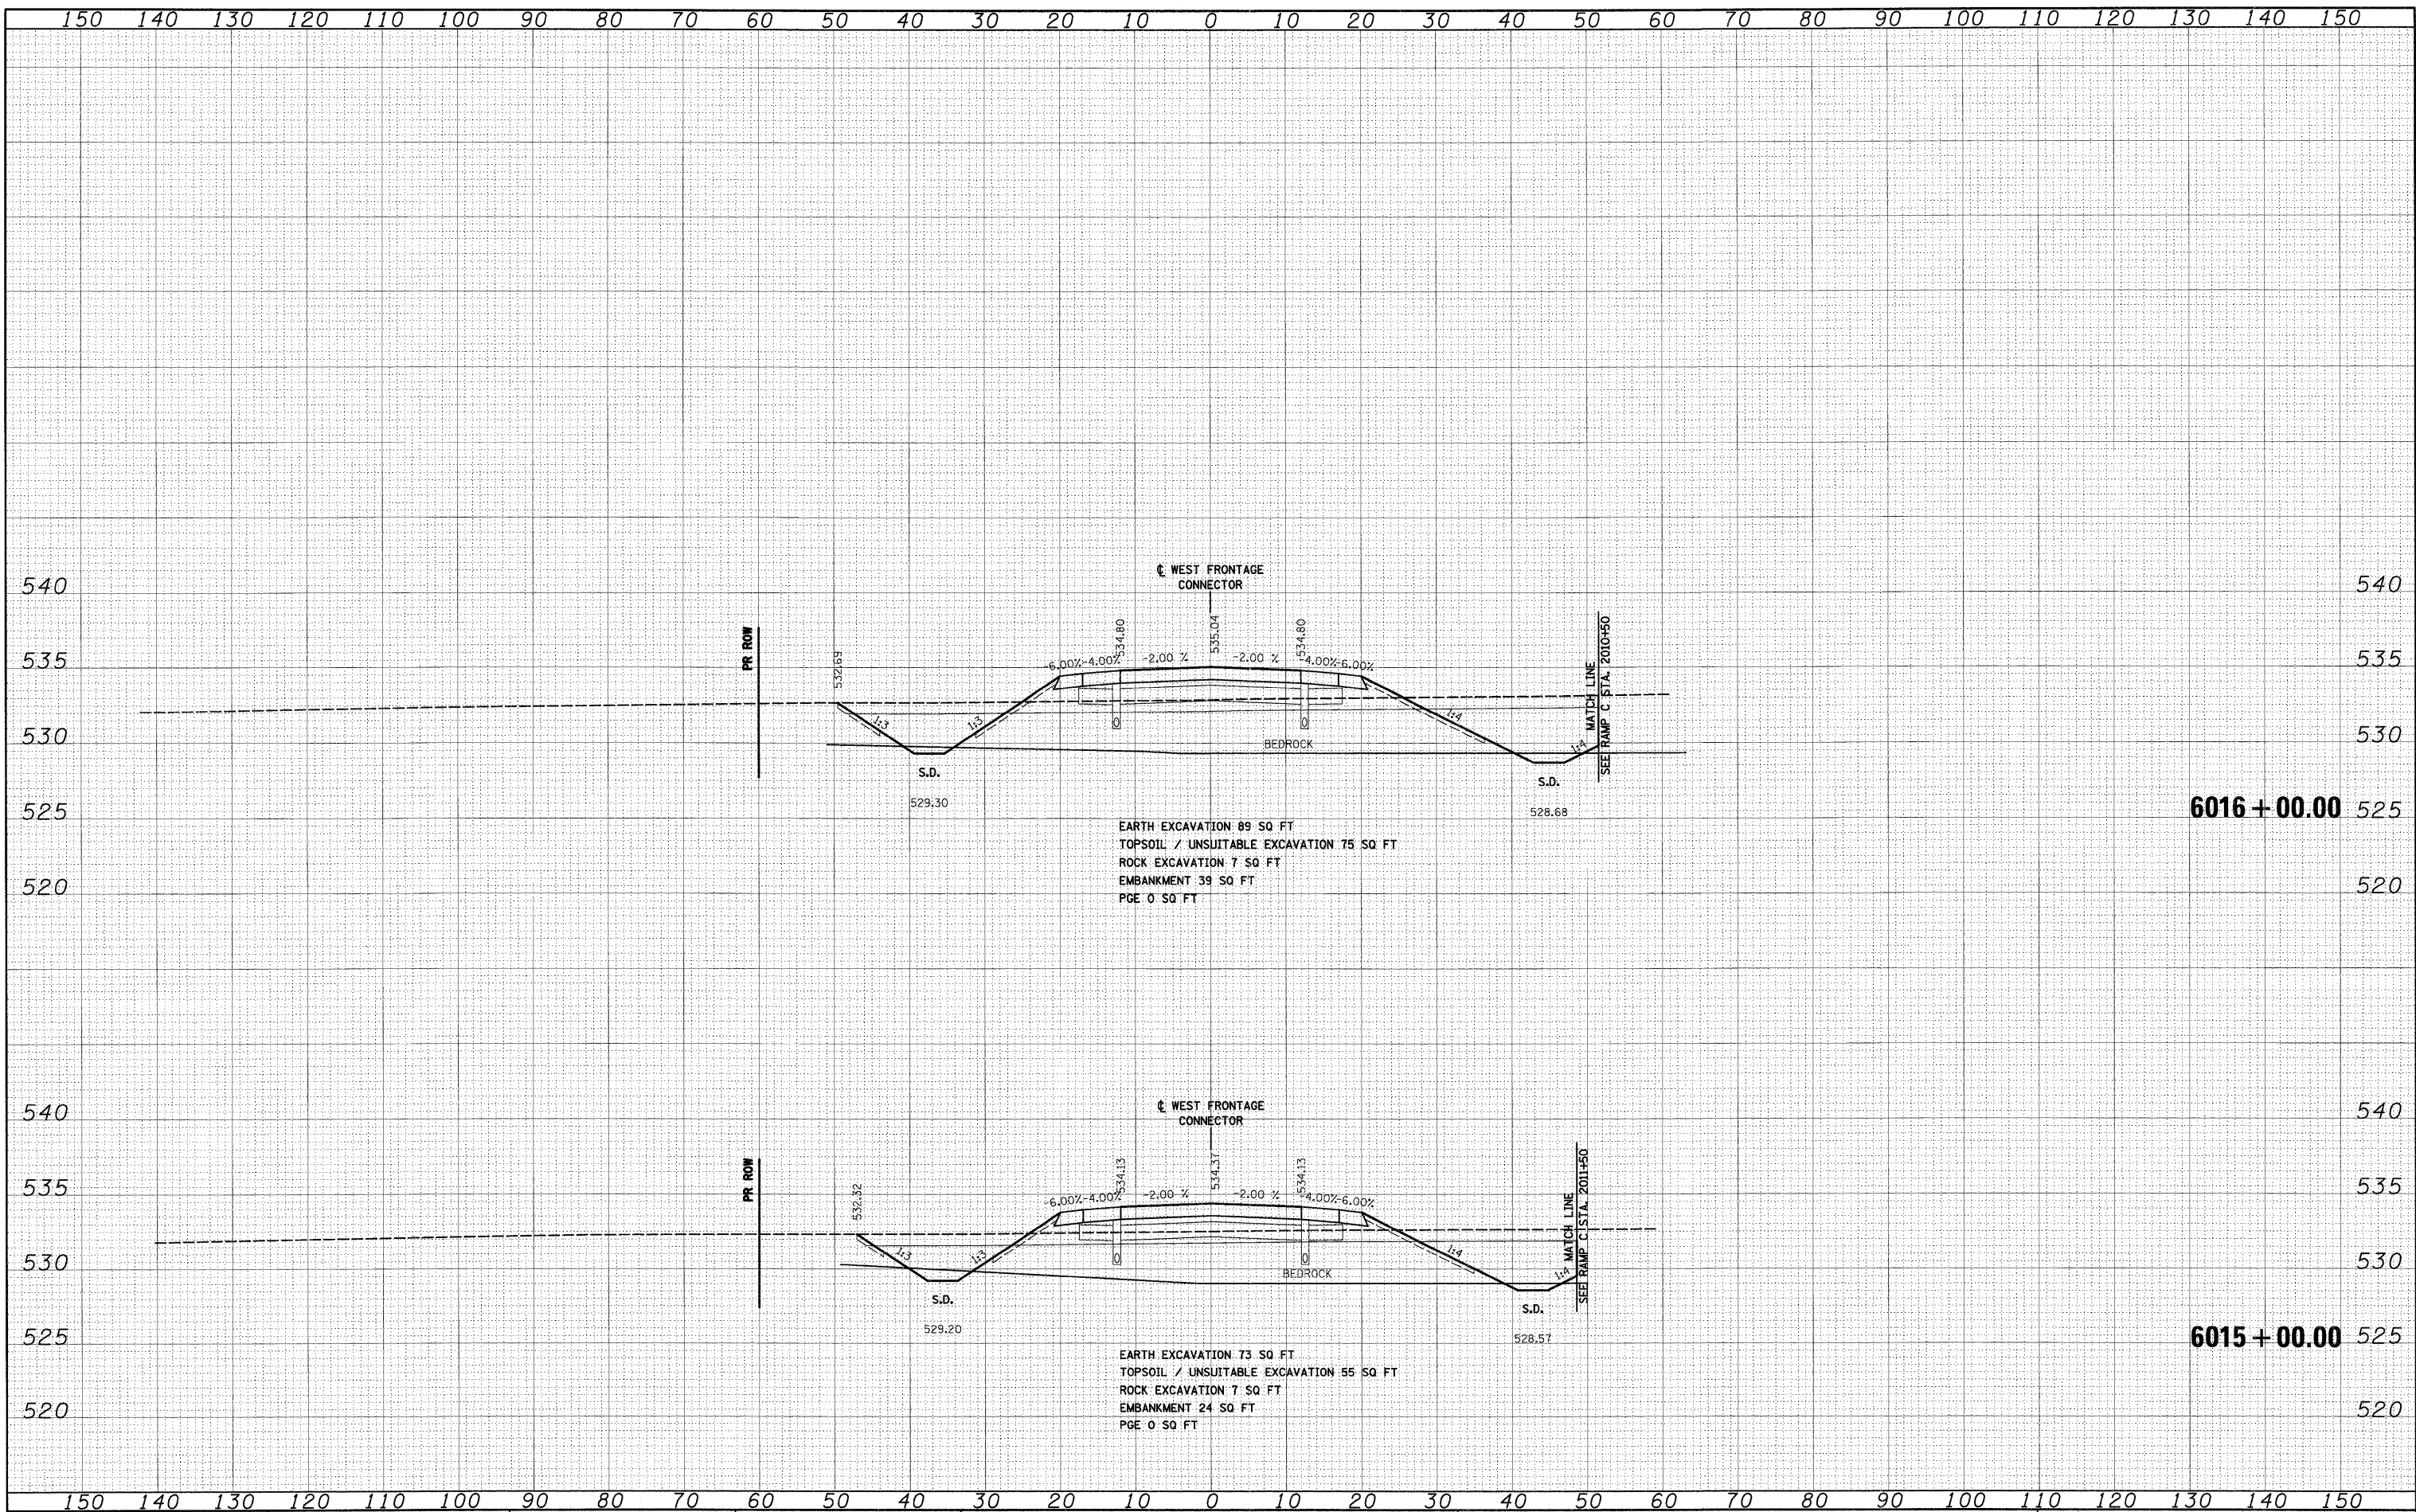 150 140 130 120 110 100 90 80 70 60 50 40 30 20 10 0 10 20 30 40 50 60 70 80 90 100 110 120 130 140 150
℄ WEST FRONTAGE
CONNECTOR
540 540
PR ROW
532.69
534.80
535.04
534.80
MATCH LINE
SEE RAMP C STA. 2010+50
535 535
-6.00% -4.00% -2.00 % -2.00 % -4.00% -6.00%
1:3 1:3 1:4 1:4
530 530
BEDROCK
S.D. S.D.
529.30 528.68
525 6016+00.00 525
EARTH EXCAVATION 89 SQ FT
TOPSOIL / UNSUITABLE EXCAVATION 75 SQ FT
ROCK EXCAVATION 7 SQ FT
EMBANKMENT 39 SQ FT
PGE 0 SQ FT
520 520
℄ WEST FRONTAGE
CONNECTOR
540 540
PR ROW
532.32
534.13
534.37
534.13
MATCH LINE
SEE RAMP C STA. 2011+50
535 535
-6.00% -4.00% -2.00 % -2.00 % -4.00% -6.00%
1:3 1:3 1:4 1:4
530 530
BEDROCK
S.D. S.D.
529.20 528.57
525 6015+00.00 525
EARTH EXCAVATION 73 SQ FT
TOPSOIL / UNSUITABLE EXCAVATION 55 SQ FT
ROCK EXCAVATION 7 SQ FT
EMBANKMENT 24 SQ FT
PGE 0 SQ FT
520 520
150 140 130 120 110 100 90 80 70 60 50 40 30 20 10 0 10 20 30 40 50 60 70 80 90 100 110 120 130 140 150